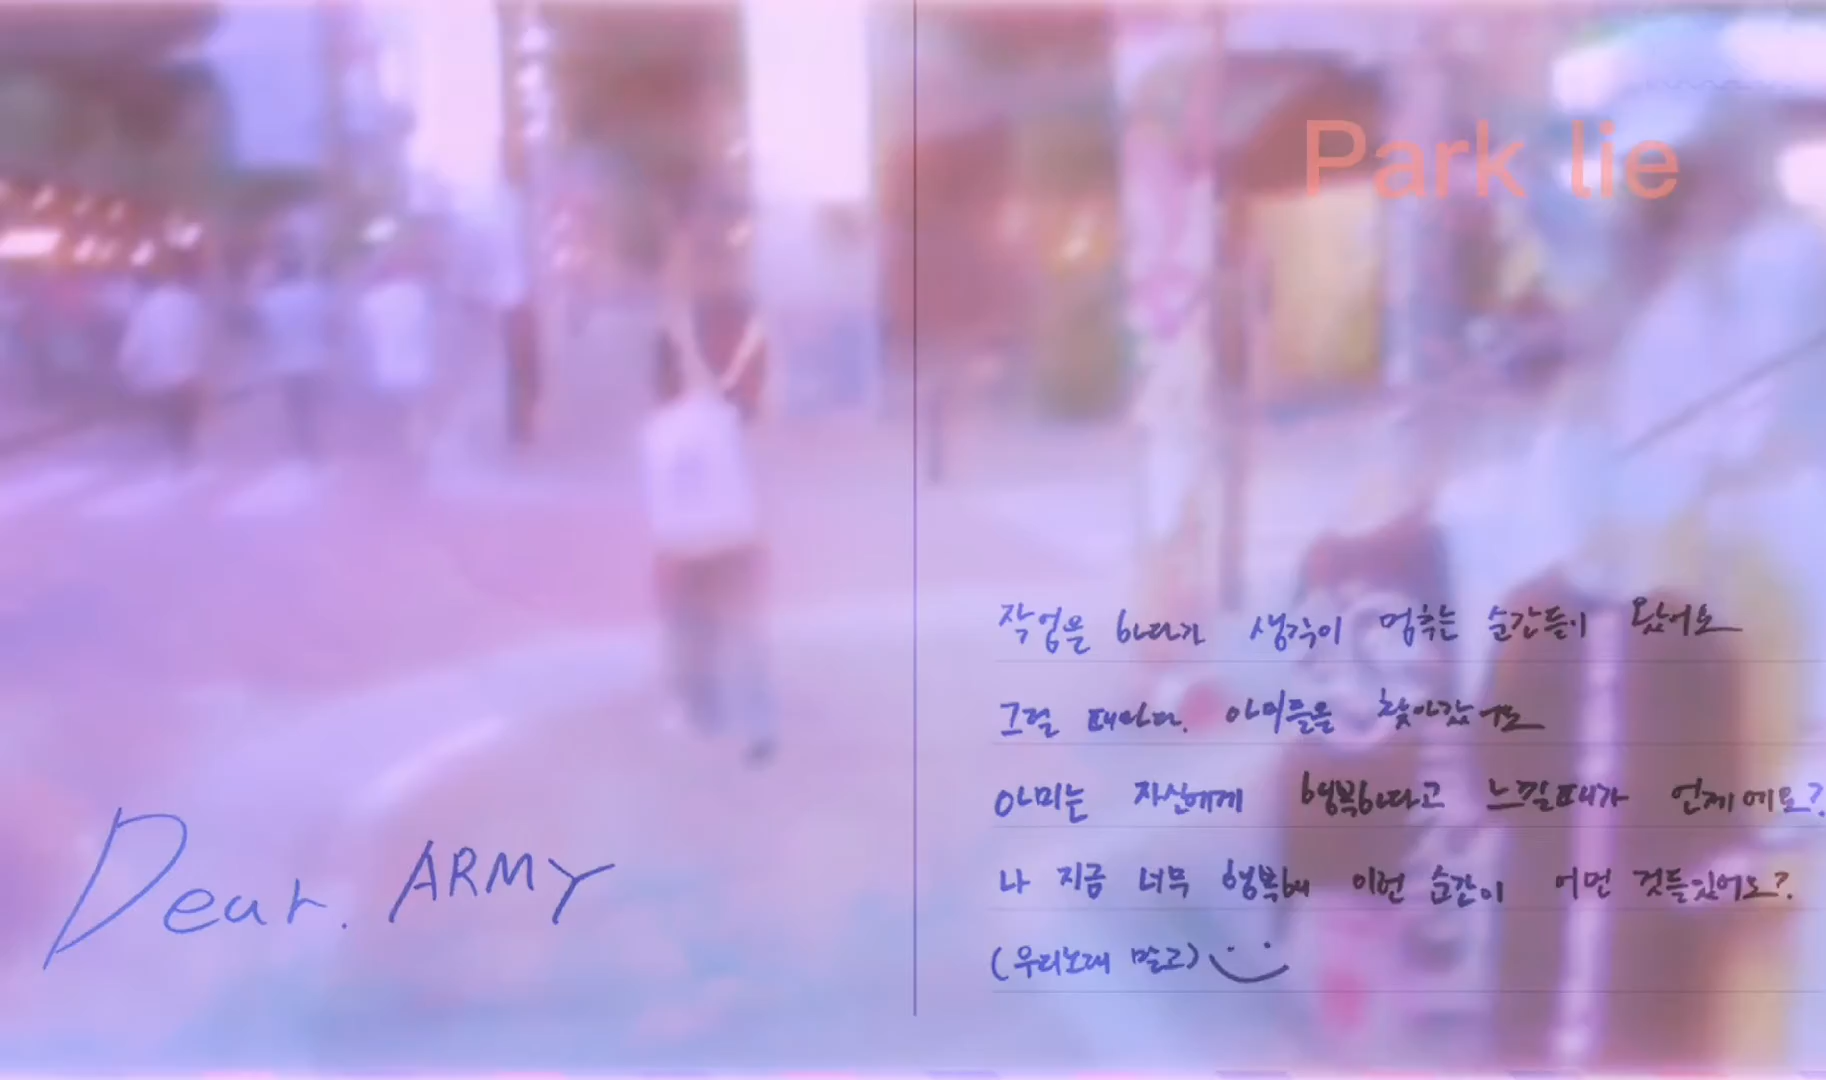 Park lie
Dear. ARMY
작업을 하다가 생각이 멈추는 순간들이 왔어요
그럴 때마다. 아미들을 찾아갔어요
아미는 자신에게 행복하다고 느낄때가 언제에요?
나 지금 너무 행복해 이런 순간이 어떤 것들있어요?
(우리노래 말고)